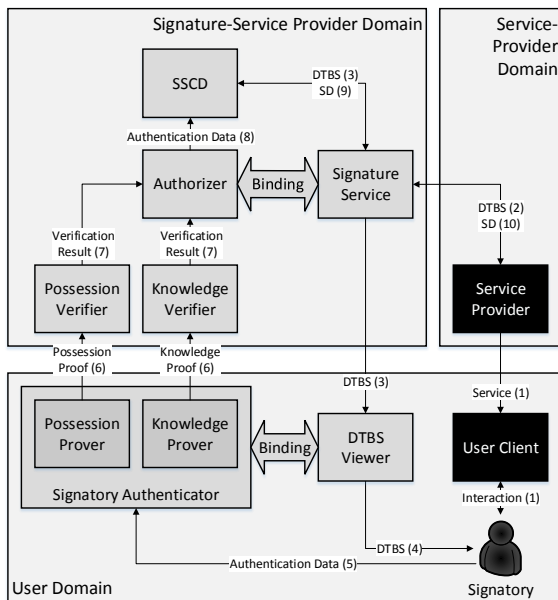 Signature-Service Provider Domain
Service-
Provider
Domain
SSCD
DTBS (3)
SD (9)
Authentication Data (8)
Authorizer
Binding
Signature
Service
DTBS (2)
SD (10)
Verification
Result (7)
Verification
Result (7)
Possession
Verifier
Knowledge
Verifier
Service
Provider
Possession
Proof (6)
Knowledge
Proof (6)
DTBS (3)
Service (1)
Possession
Prover
Knowledge
Prover
Binding
DTBS
Viewer
User Client
Signatory Authenticator
Interaction (1)
DTBS (4)
Authentication Data (5)
User Domain
Signatory